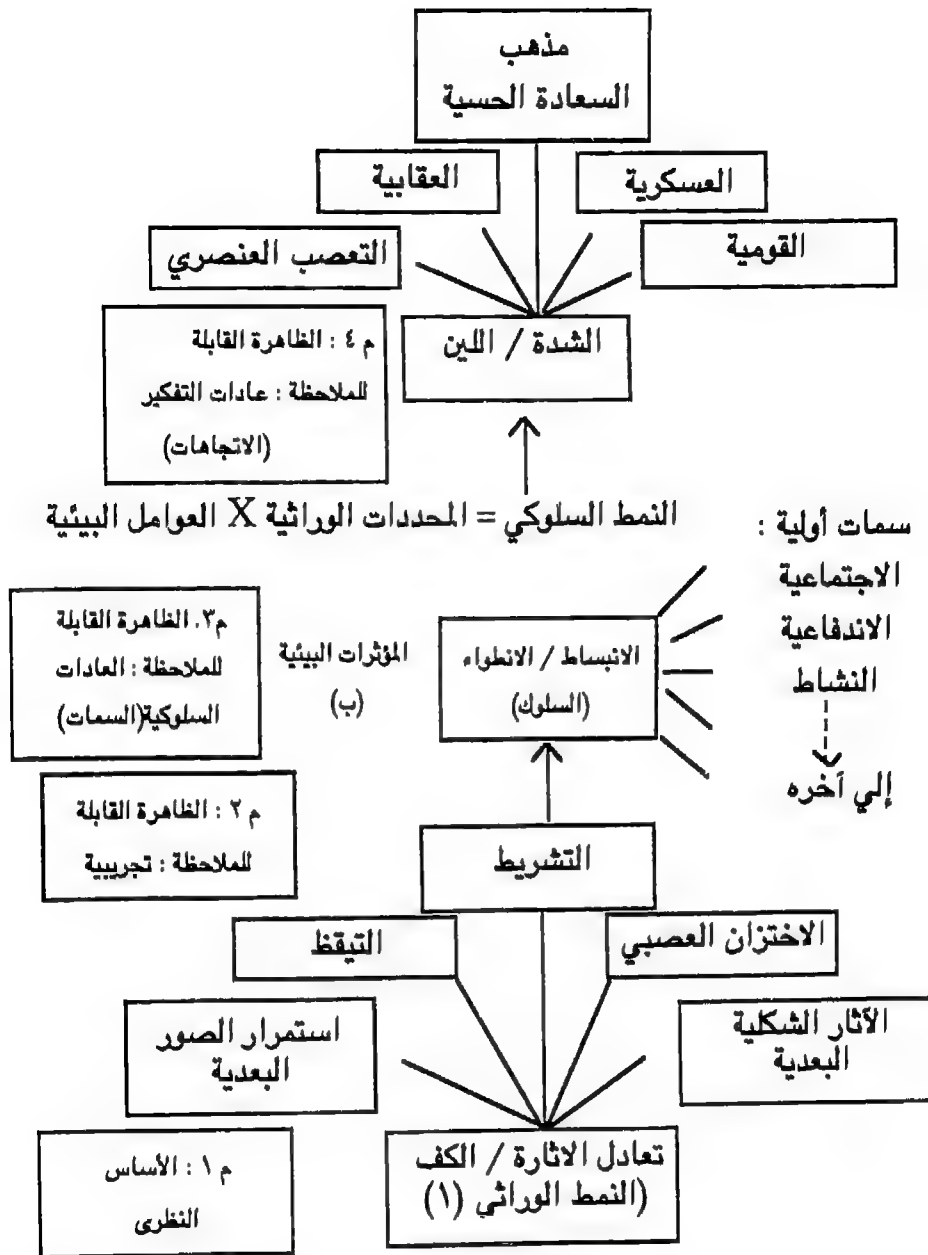 مذهب
السعادة الحسية
العسكرية
العقابية
القومية
التعصب العنصري
الشدة / اللين
م ٤ : الظاهرة القابلة
للملاحظة : عادات التفكير
(الاتجاهات)
النمط السلوكي = المحددات الوراثية X العوامل البيئية
سمات أولية :
الاجتماعية
الاندفاعية
النشاط
إلي آخره
الانبساط / الانطواء
(السلوك)
المؤثرات البيئية
(ب)
م٣. الظاهرة القابلة
للملاحظة : العادات
السلوكية(السمات)
م ٢ : الظاهرة القابلة
للملاحظة : تجريبية
التشريط
الاختزان العصبي
التيقظ
الآثار الشكلية
البعدية
استمرار الصور
البعدية
تعادل الاثارة / الكف
(النمط الوراثي (١)
م ١ : الأساس
النظرى